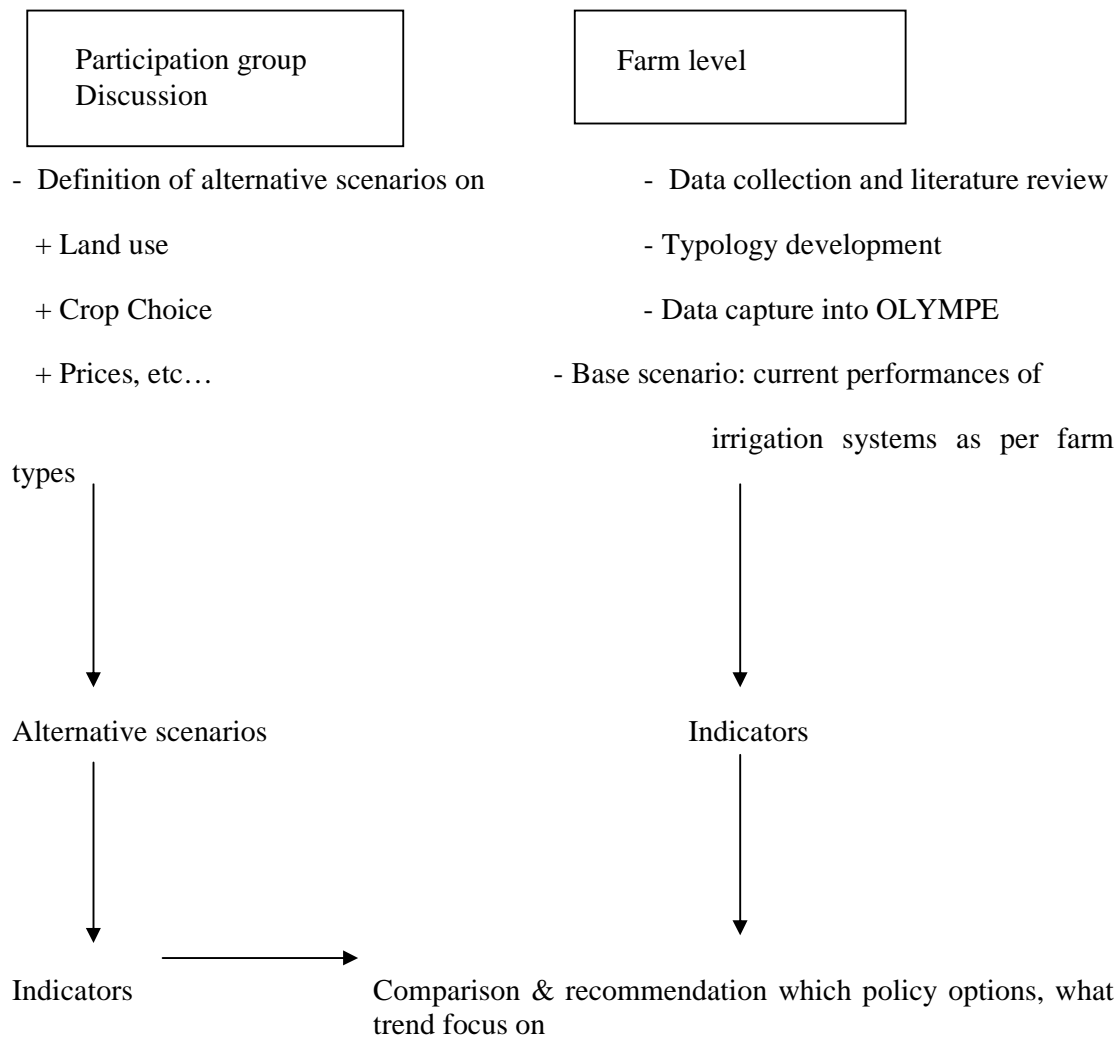 Participation group
Discussion
Farm level
- Definition of alternative scenarios on - Data collection and literature review
+ Land use - Typology development
+ Crop Choice - Data capture into OLYMPE
+ Prices, etc… - Base scenario: current performances of
irrigation systems as per farm
types
Alternative scenarios Indicators
Indicators Comparison & recommendation which policy options, what
trend focus on